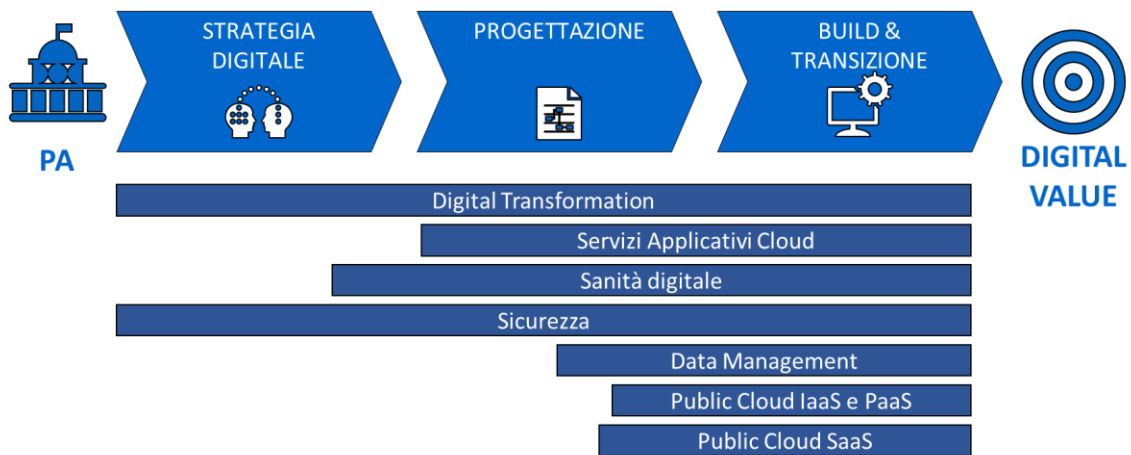 STRATEGIA
DIGITALE
PROGETTAZIONE
BUILD &
TRANSIZIONE
PA
DIGITAL
VALUE
Digital Transformation
Servizi Applicativi Cloud
Sanità digitale
Sicurezza
Data Management
Public Cloud IaaS e PaaS
Public Cloud SaaS